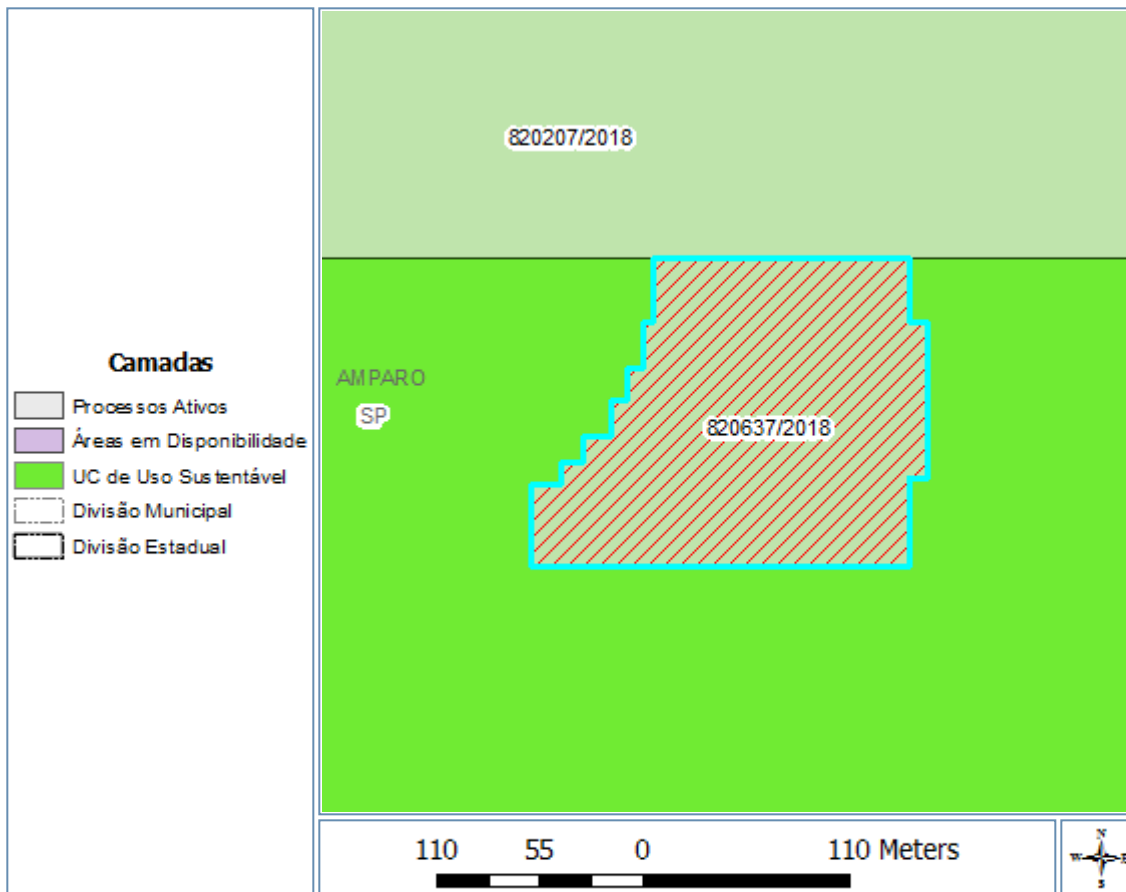 Camadas
Processos Ativos
Áreas em Disponibilidade
UC de Uso Sustentável
Divisão Municipal
Divisão Estadual
820207/2018
AMPARO
SP
820637/2018
110 55 0 110 Meters
N
W E
S